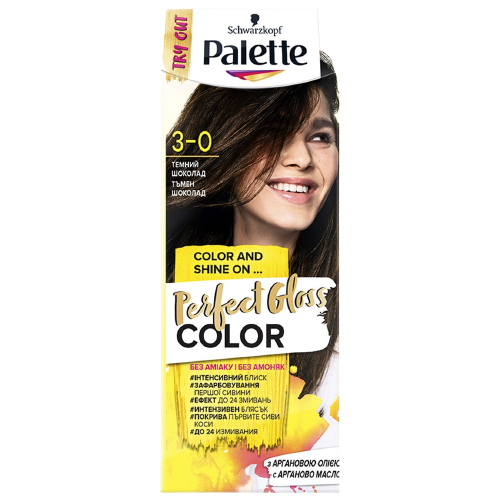 TRY OUT
Schwarzkopf
Palette
3-0
ТЕМНИЙ
ШОКОЛАД
ТЪМЕН
ШОКОЛАД
COLOR AND
SHINE ON ...
Perfect Gloss
COLOR
БЕЗ АМІАКУ І БЕЗ АМОНЯК
#ІНТЕНСИВНИЙ БЛИСК
#ЗАФАРБОВУВАННЯ
ПЕРШОЇ СИВИНИ
#ЕФЕКТ ДО 24 ЗМИВАНЬ
#ИНТЕНЗИВЕН БЛЯСЪК
#ПОКРИВА ПЪРВИТЕ СИВИ
КОСИ
#ДО 24 ИЗМИВАНИЯ
з АРГАНОВОЮ ОЛІЄЮ
с АРГАНОВО МАСЛО